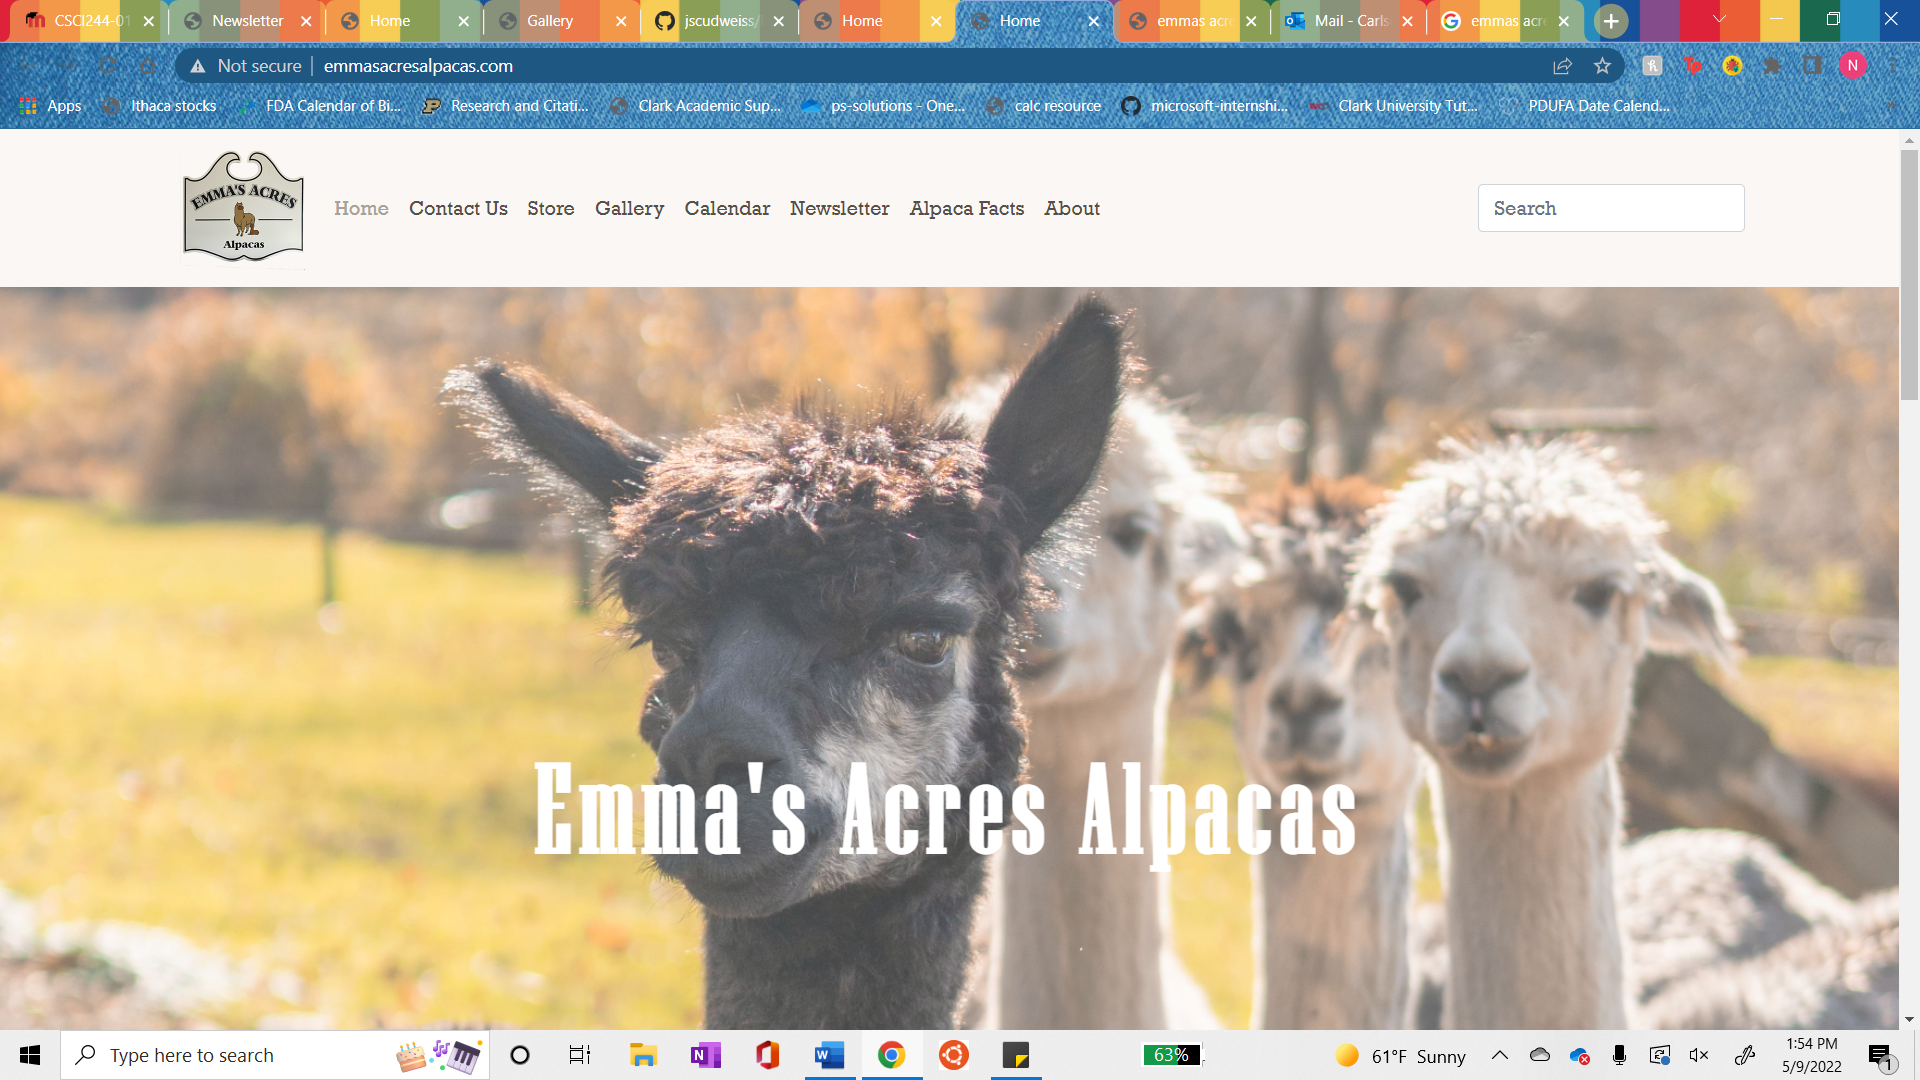 CSCI244-01
Newsletter
Home
Gallery
jscudweiss/
Home
Home
emmas acre
Mail - Carls
emmas acre
Not secure
emmasacresalpacas.com
N
Apps
Ithaca stocks
FDA Calendar of Bi...
Research and Citati...
Clark Academic Sup...
ps-solutions - One...
calc resource
microsoft-internshi...
Clark University Tut...
PDUFA Date Calend...
EMMA'S ACRES
Alpacas
Home
Contact Us
Store
Gallery
Calendar
Newsletter
Alpaca Facts
About
Search
Emma's Acres Alpacas
Type here to search
63%
61°F Sunny
1:54 PM
5/9/2022
1